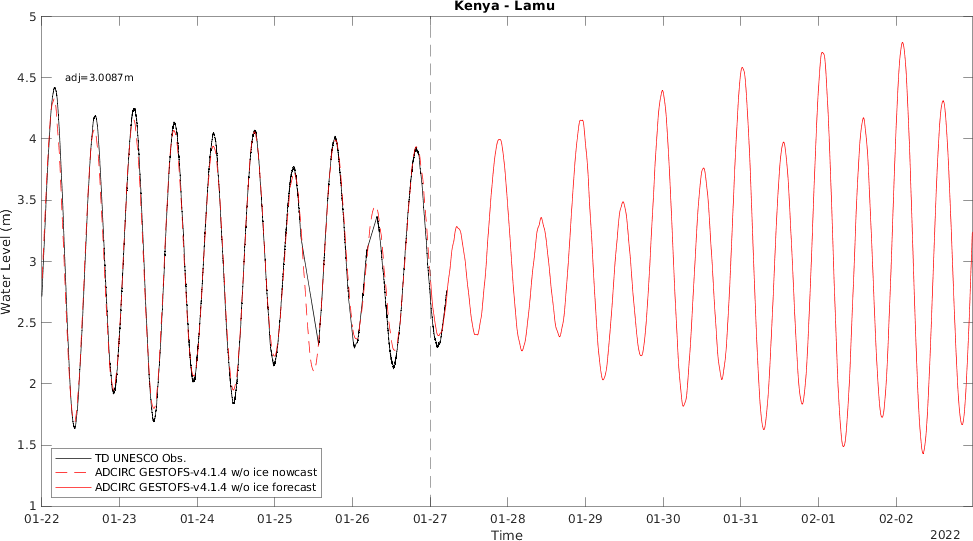 Kenya - Lamu
adj=3.0087m
5
4.5
4
3.5
3
2.5
2
1.5
1
Water Level (m)
TD UNESCO Obs.
ADCIRC GESTOFS-v4.1.4 w/o ice nowcast
ADCIRC GESTOFS-v4.1.4 w/o ice forecast
01-22 01-23 01-24 01-25 01-26 01-27 01-28 01-29 01-30 01-31 02-01 02-02
Time
2022